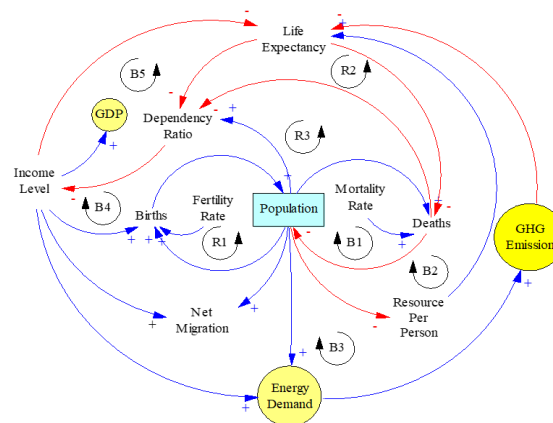 Life
Expectancy
B5
R2
GDP
Dependency
Ratio
R3
Income
Level
B4
Births
Fertility
Rate
R1
Population
Mortality
Rate
B1
Deaths
GHG
Emission
B2
Resource
Per
Person
Net
Migration
B3
Energy
Demand